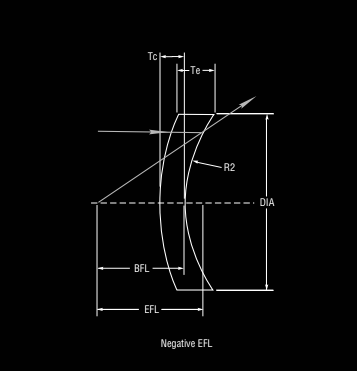 Tc
Te
R2
DIA
BFL
EFL
Negative EFL